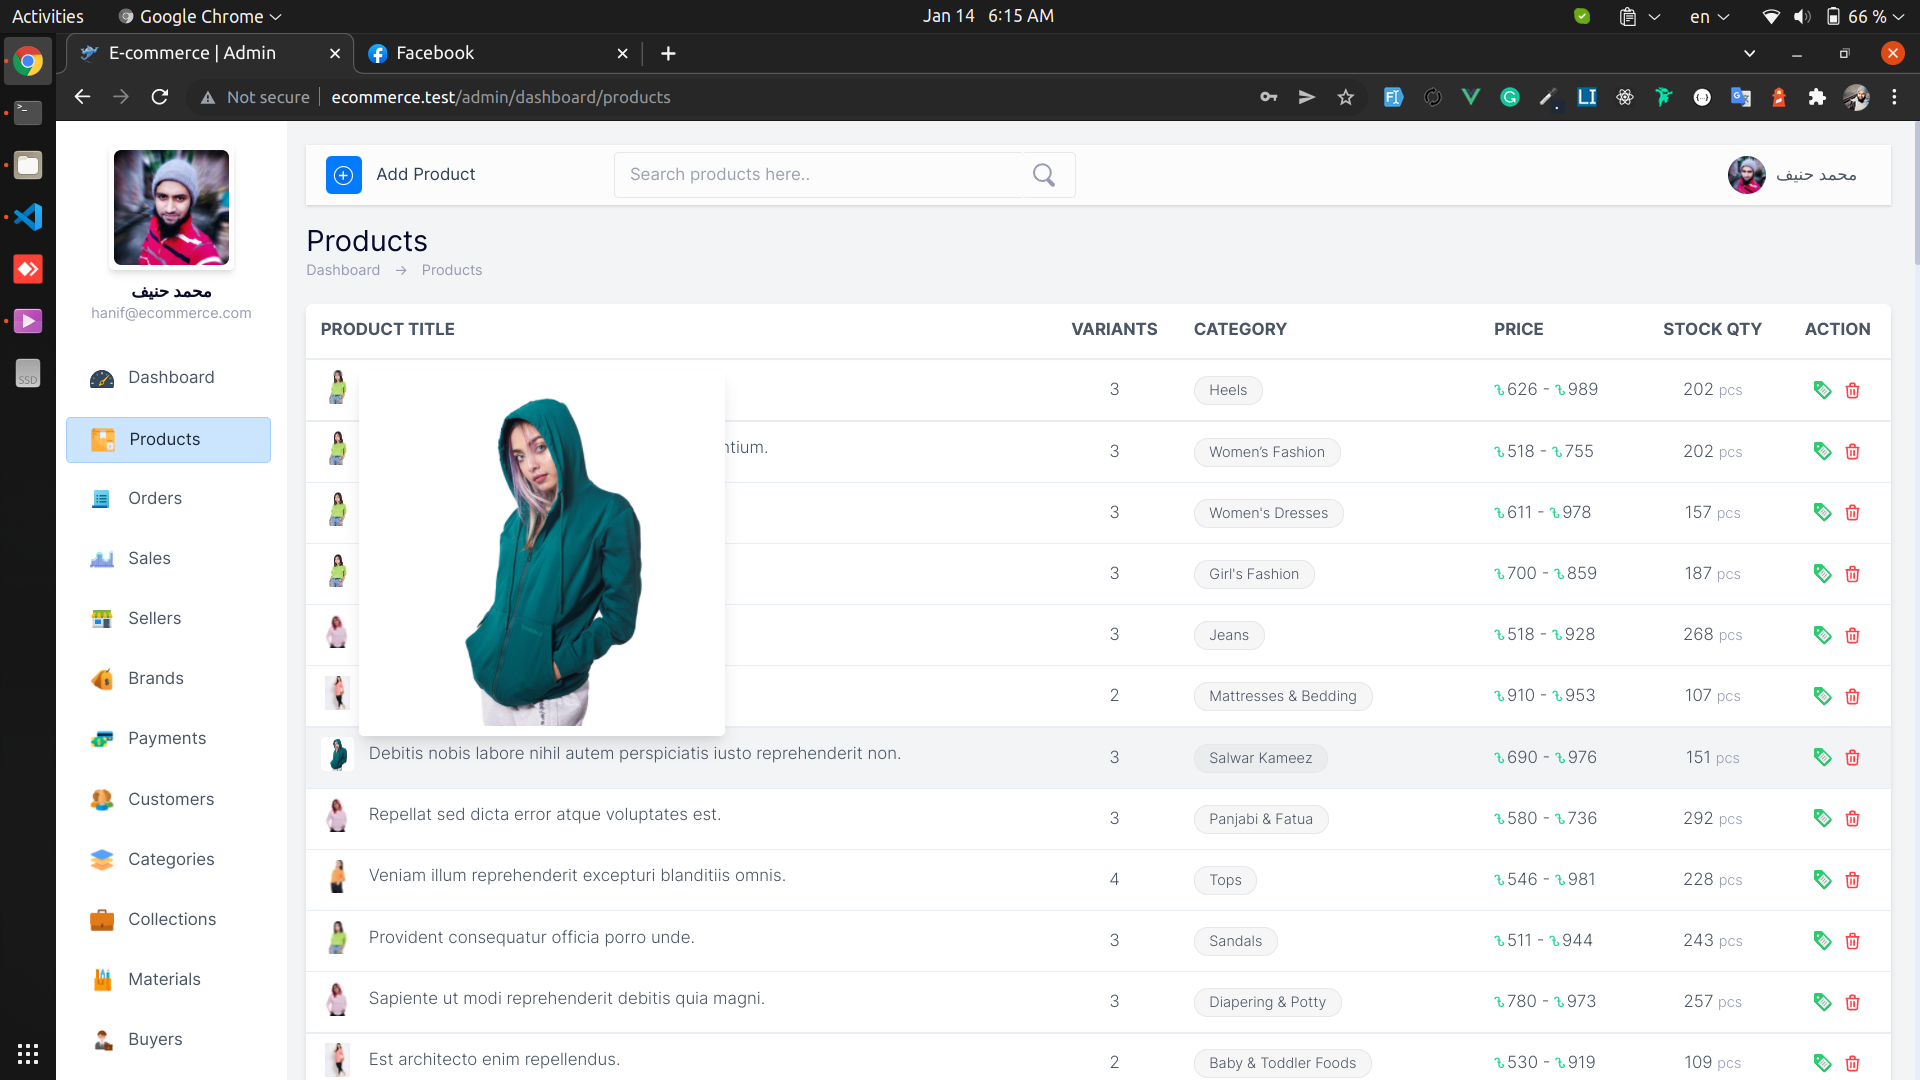 Activities Google Chrome Jan 14 6:15 AM en 66 %
E-commerce | Admin Facebook
Not secure ecommerce.test/admin/dashboard/products
SSD
محمد حنيف
hanif@ecommerce.com
Dashboard
Products
Orders
Sales
Sellers
Brands
Payments
Customers
Categories
Collections
Materials
Buyers
Add Product Search products here.. محمد حنيف
Products
Dashboard → Products
PRODUCT TITLE VARIANTS CATEGORY PRICE STOCK QTY ACTION
3 Heels ৳626 - ৳989 202 pcs
ntium. 3 Women’s Fashion ৳518 - ৳755 202 pcs
3 Women's Dresses ৳611 - ৳978 157 pcs
3 Girl's Fashion ৳700 - ৳859 187 pcs
3 Jeans ৳518 - ৳928 268 pcs
2 Mattresses & Bedding ৳910 - ৳953 107 pcs
Debitis nobis labore nihil autem perspiciatis iusto reprehenderit non. 3 Salwar Kameez ৳690 - ৳976 151 pcs
Repellat sed dicta error atque voluptates est. 3 Panjabi & Fatua ৳580 - ৳736 292 pcs
Veniam illum reprehenderit excepturi blanditiis omnis. 4 Tops ৳546 - ৳981 228 pcs
Provident consequatur officia porro unde. 3 Sandals ৳511 - ৳944 243 pcs
Sapiente ut modi reprehenderit debitis quia magni. 3 Diapering & Potty ৳780 - ৳973 257 pcs
Est architecto enim repellendus. 2 Baby & Toddler Foods ৳530 - ৳919 109 pcs